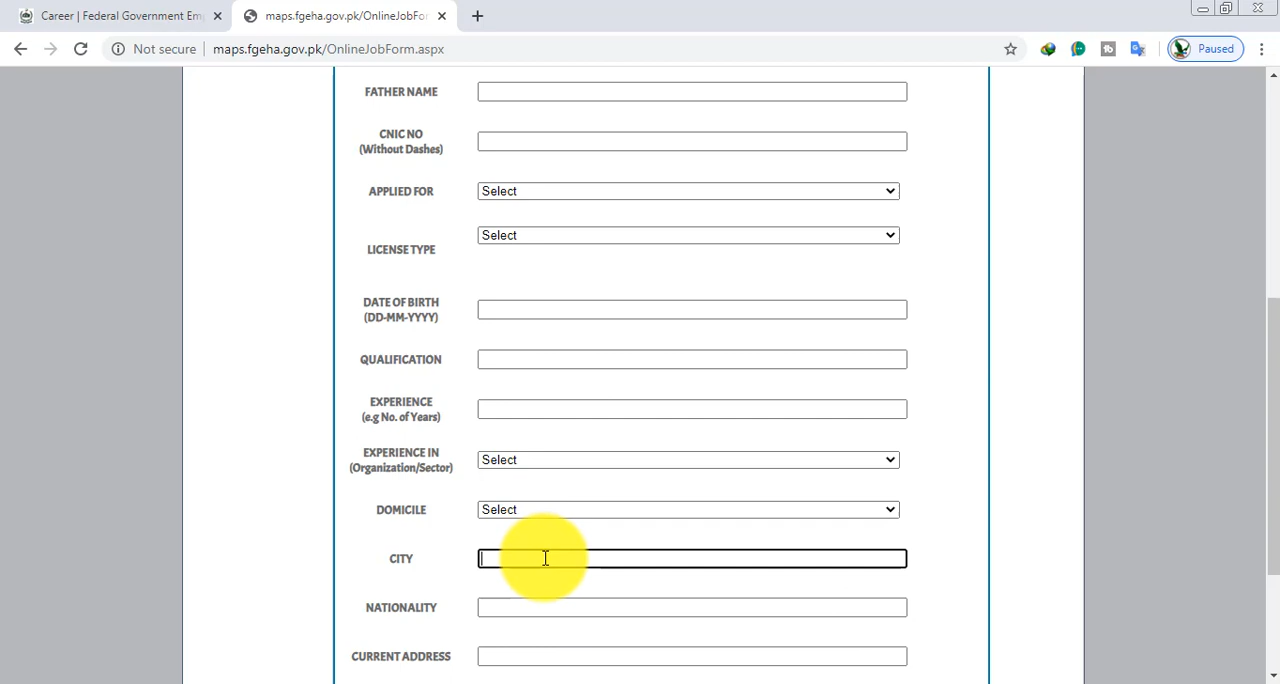 Career | Federal Government Em
maps.fgeha.gov.pk/OnlineJobFor
Not secure
maps.fgeha.gov.pk/OnlineJobForm.aspx
Paused
FATHER NAME
CNIC NO
(Without Dashes)
APPLIED FOR
Select
LICENSE TYPE
Select
DATE OF BIRTH
(DD-MM-YYYY)
QUALIFICATION
EXPERIENCE
(e.g No. of Years)
EXPERIENCE IN
(Organization/Sector)
Select
DOMICILE
Select
CITY
NATIONALITY
CURRENT ADDRESS